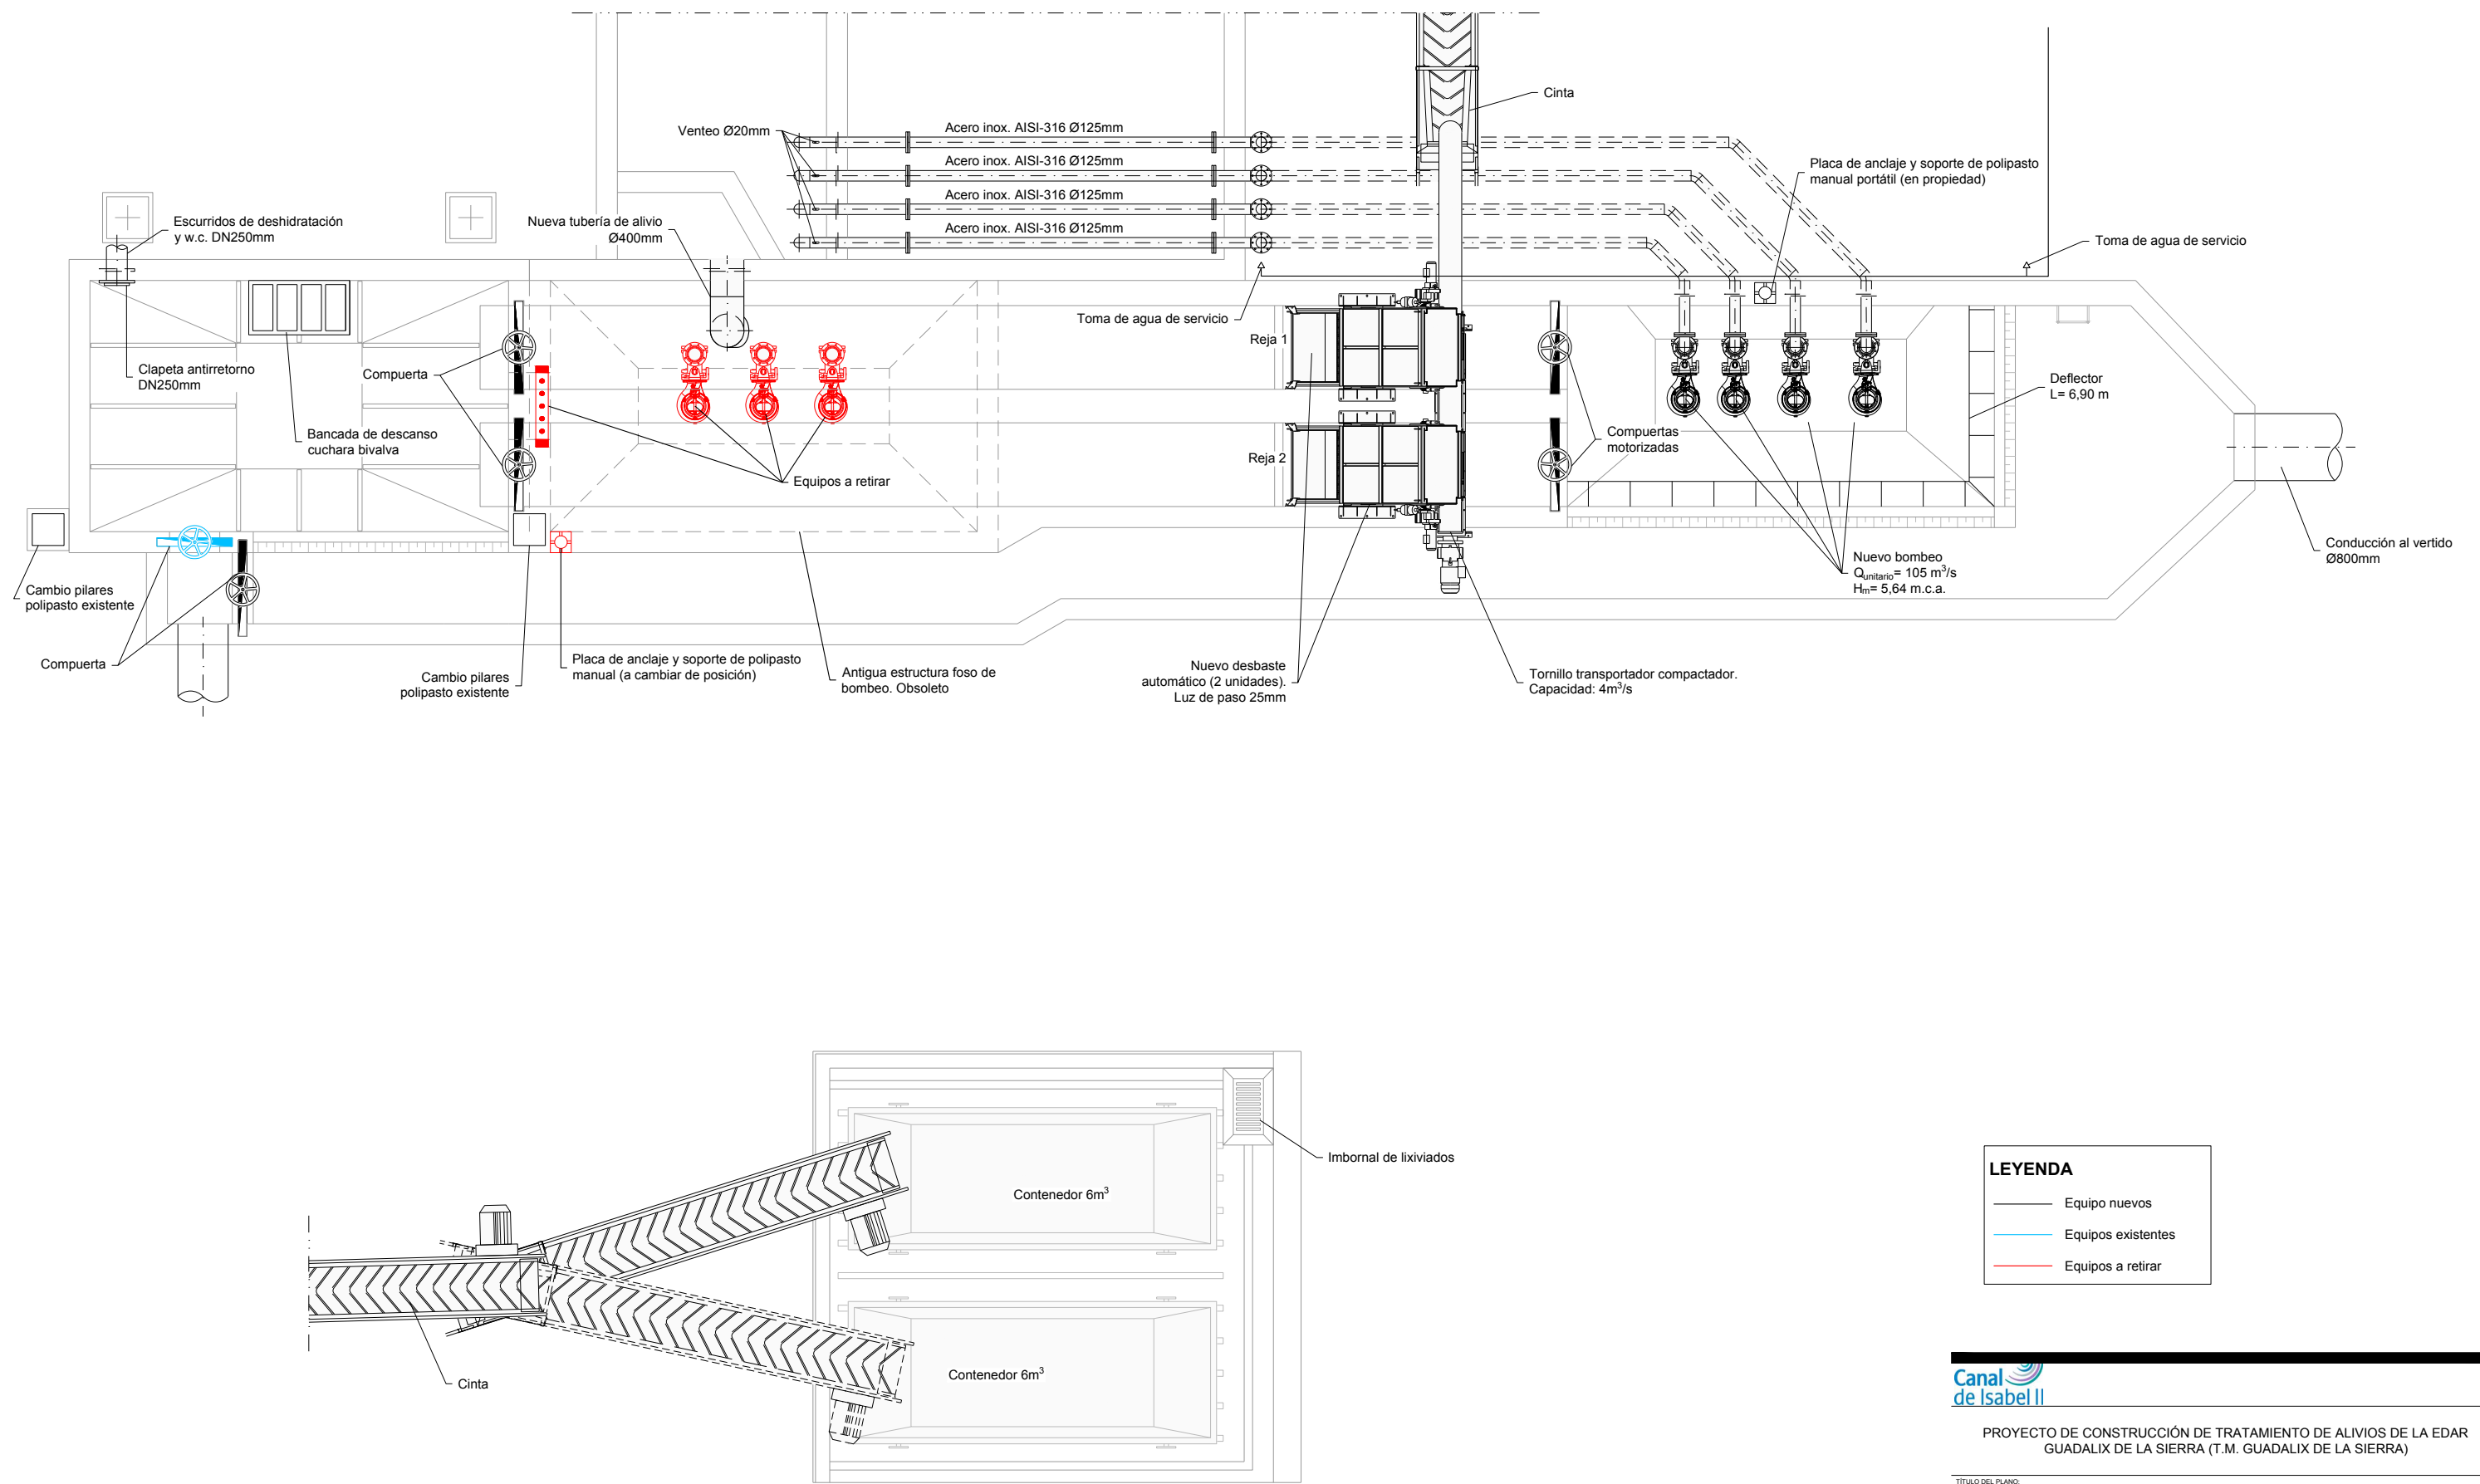 Cinta
Venteo Ø20mm
Acero inox. AISI-316 Ø125mm
Acero inox. AISI-316 Ø125mm
Acero inox. AISI-316 Ø125mm
Acero inox. AISI-316 Ø125mm
Placa de anclaje y soporte de polipasto
manual portátil (en propiedad)
Escurridos de deshidratación
y w.c. DN250mm
Nueva tubería de alivio
Ø400mm
Toma de agua de servicio
Toma de agua de servicio
Reja 1
Clapeta antirretorno
DN250mm
Compuerta
Deflector
L= 6,90 m
Bancada de descanso
cuchara bivalva
Compuertas
motorizadas
Reja 2
Equipos a retirar
Conducción al vertido
Ø800mm
Nuevo bombeo
Qunitario= 105 m³/s
Hm= 5,64 m.c.a.
Cambio pilares
polipasto existente
Compuerta
Placa de anclaje y soporte de polipasto
manual (a cambiar de posición)
Cambio pilares
polipasto existente
Antigua estructura foso de
bombeo. Obsoleto
Nuevo desbaste
automático (2 unidades).
Luz de paso 25mm
Tornillo transportador compactador.
Capacidad: 4m³/s
Imbornal de lixiviados
Contenedor 6m³
Contenedor 6m³
Cinta
LEYENDA
Equipo nuevos
Equipos existentes
Equipos a retirar
Canal
de Isabel II
PROYECTO DE CONSTRUCCIÓN DE TRATAMIENTO DE ALIVIOS DE LA EDAR
GUADALIX DE LA SIERRA (T.M. GUADALIX DE LA SIERRA)
TÍTULO DEL PLANO: